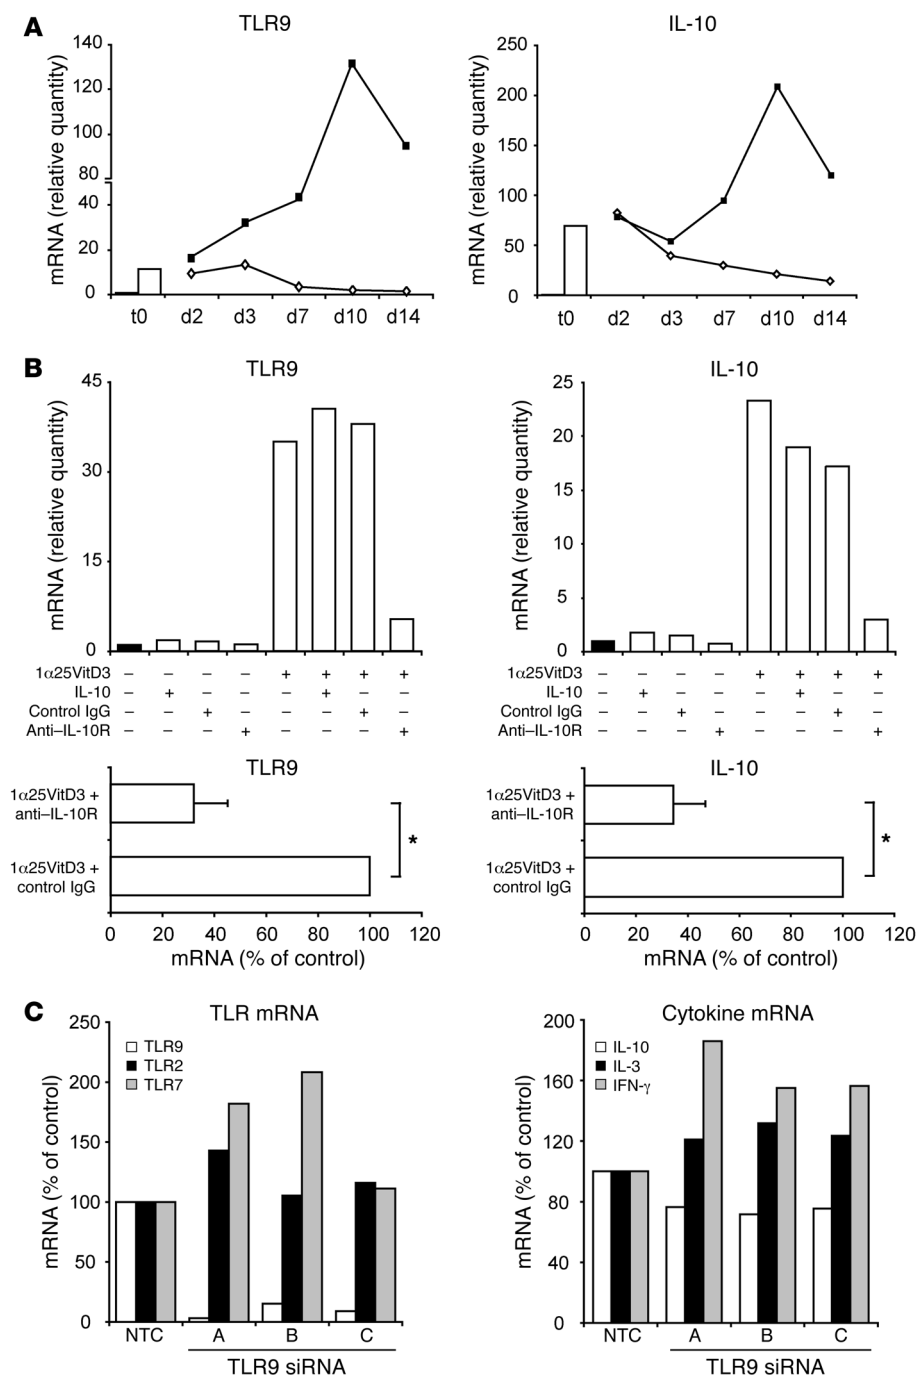 A
TLR9
IL-10
mRNA (relative quantity)
140
120
100
80
40
20
0
t0 d2 d3 d7 d10 d14
mRNA (relative quantity)
250
200
150
100
50
0
t0 d2 d3 d7 d10 d14
B
TLR9
IL-10
mRNA (relative quantity)
45
30
15
0
1α25VitD3 – – – – + + + +
IL-10 – + – – – + – –
Control IgG – – + – – – + –
Anti–IL-10R – – – + – – – +
mRNA (relative quantity)
25
20
15
10
5
0
1α25VitD3 – – – – + + + +
IL-10 – + – – – + – –
Control IgG – – + – – – + –
Anti–IL-10R – – – + – – – +
TLR9
1α25VitD3 +
anti–IL-10R
1α25VitD3 +
control IgG
*
0 20 40 60 80 100 120
mRNA (% of control)
IL-10
1α25VitD3 +
anti–IL-10R
1α25VitD3 +
control IgG
*
0 20 40 60 80 100 120
mRNA (% of control)
C
TLR mRNA
mRNA (% of control)
250
200
150
100
50
0
TLR9
TLR2
TLR7
NTC A B C
TLR9 siRNA
Cytokine mRNA
mRNA (% of control)
200
160
120
80
40
0
IL-10
IL-3
IFN-γ
NTC A B C
TLR9 siRNA